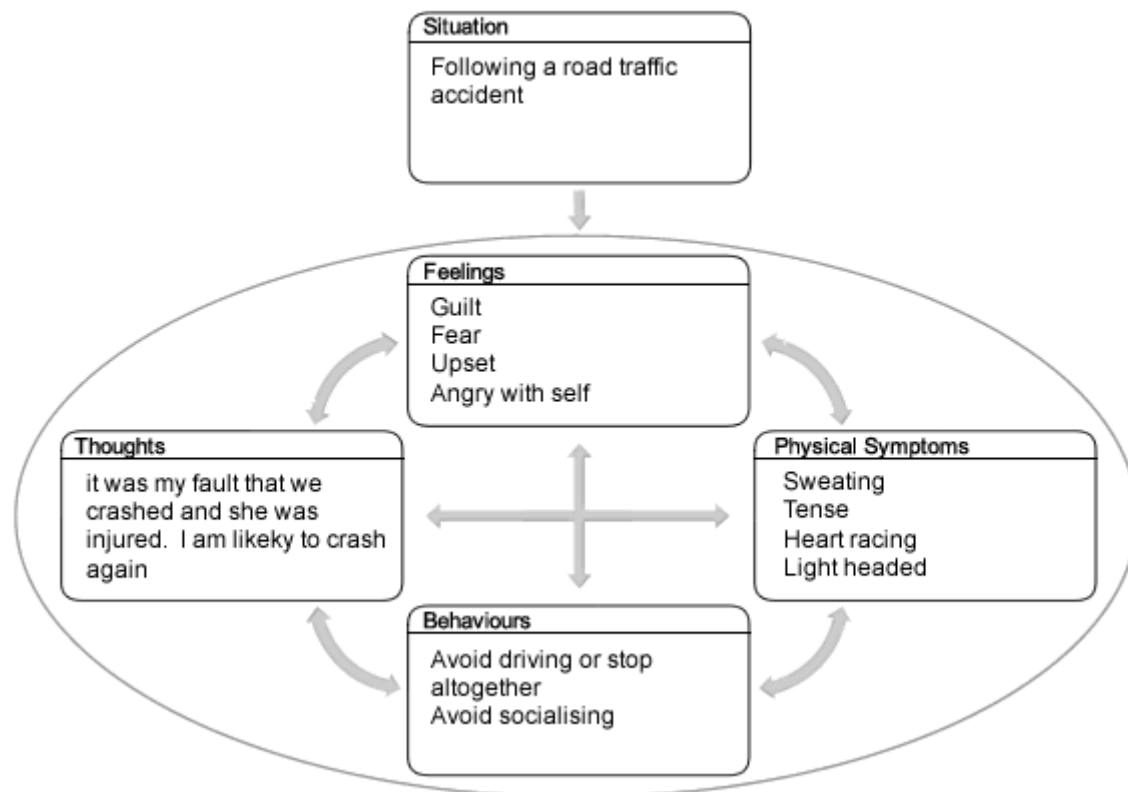 Situation
Following a road traffic
accident
Feelings
Guilt
Fear
Upset
Angry with self
Thoughts
it was my fault that we
crashed and she was
injured.  I am likeky to crash
again
Physical Symptoms
Sweating
Tense
Heart racing
Light headed
Behaviours
Avoid driving or stop
altogether
Avoid socialising